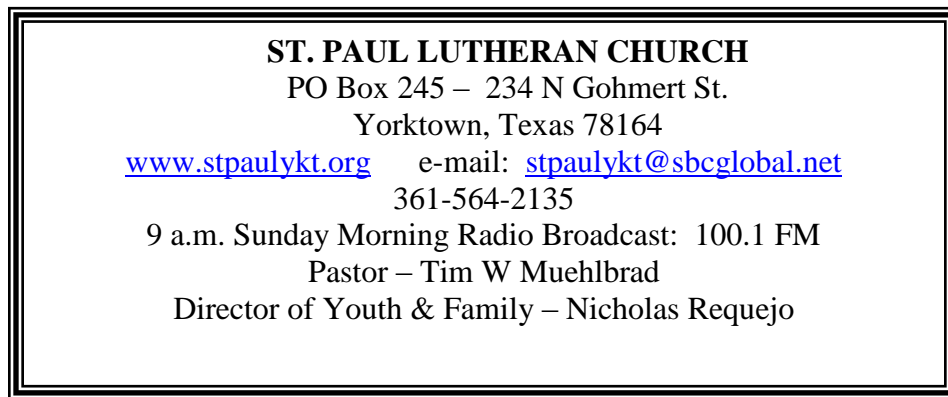 ST. PAUL LUTHERAN CHURCH
PO Box 245 – 234 N Gohmert St.
Yorktown, Texas 78164
www.stpaulykt.org e-mail: stpaulykt@sbcglobal.net
361-564-2135
9 a.m. Sunday Morning Radio Broadcast: 100.1 FM
Pastor – Tim W Muehlbrad
Director of Youth & Family – Nicholas Requejo